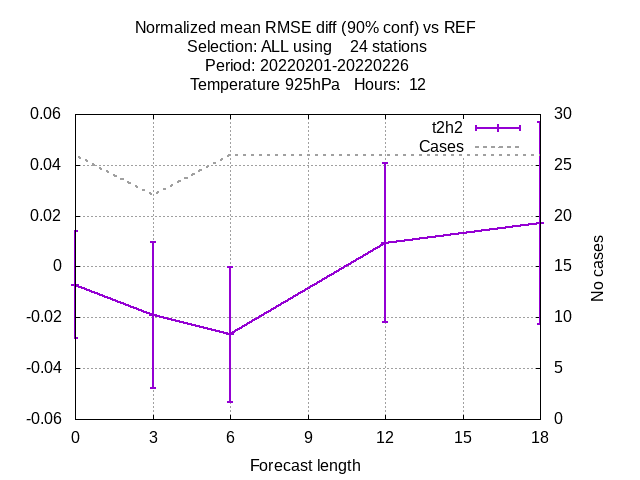 Normalized mean RMSE diff (90% conf) vs REF
Selection: ALL using    24 stations
Period: 20220201-20220226
Temperature 925hPa   Hours:  12
0.06
0.04
0.02
0
-0.02
-0.04
-0.06
t2h2
Cases
30
25
20
15
10
5
0
No cases
0 3 6 9 12 15 18
Forecast length